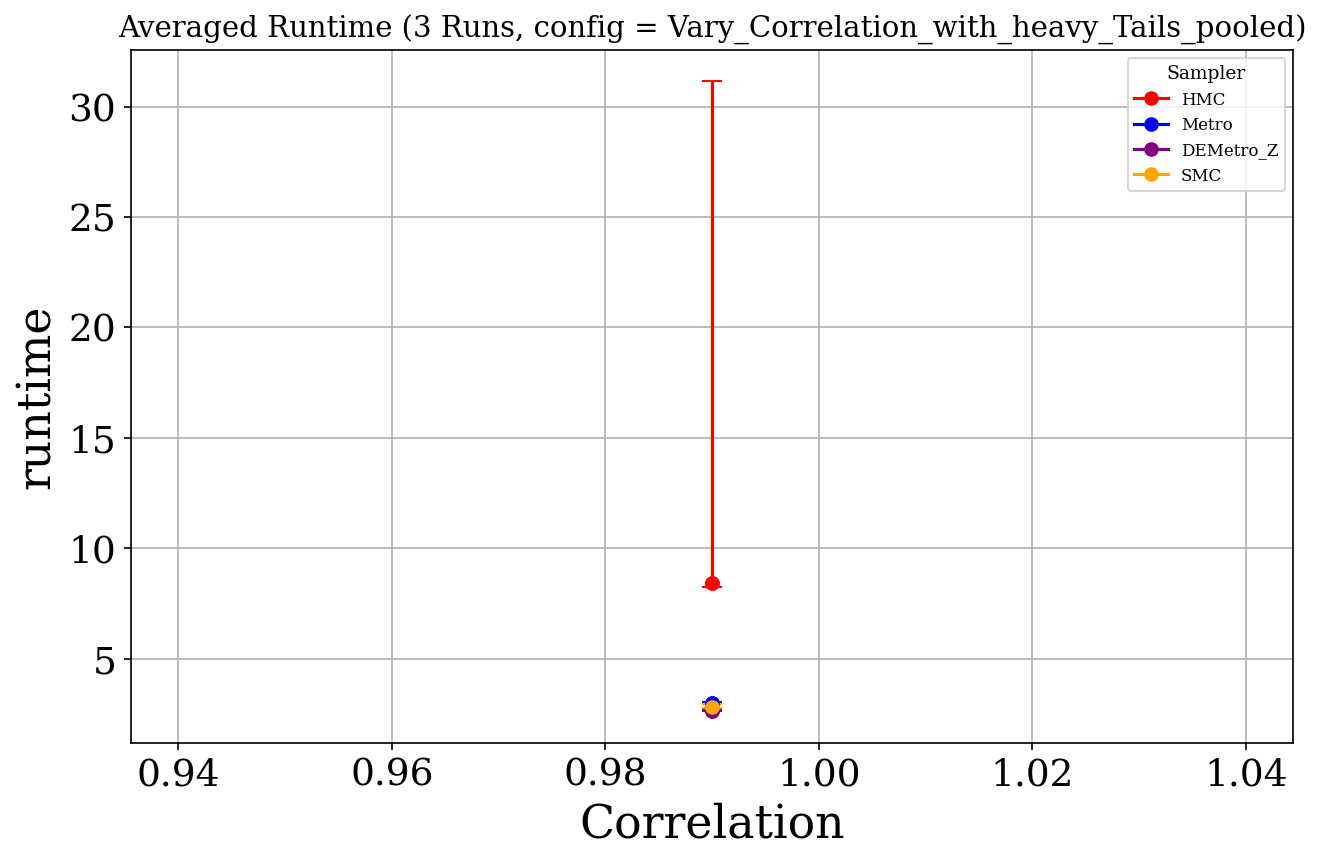 Averaged Runtime (3 Runs, config = Vary_Correlation_with_heavy_Tails_pooled)
Sampler
HMC
Metro
DEMetro_Z
SMC
30
25
20
15
10
5
runtime
0.94 0.96 0.98 1.00 1.02 1.04
Correlation